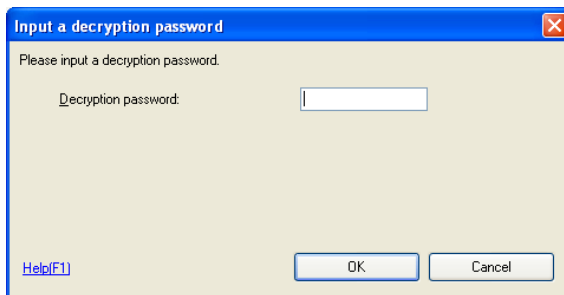 Input a decryption password
Please input a decryption password.
Decryption password:
Help(F1)
OK
Cancel